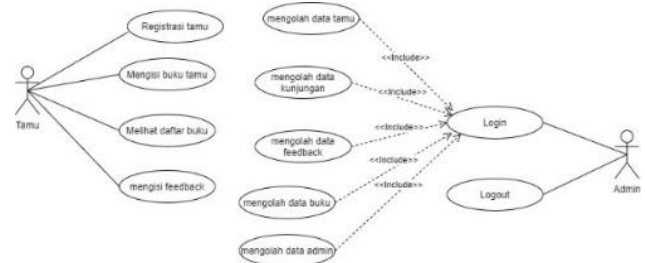 Registrasi tamu
Mengisi buku tamu
Melihat daftar buku
mengisi feedback
Tamu
mengolah data tamu
mengolah data
kunjungan
mengolah data
feedback
mengolah data buku
mengolah data admin
<<Include>>
<<Include>>
<<Include>>
<<Include>>
<<Include>>
Login
Logout
Admin